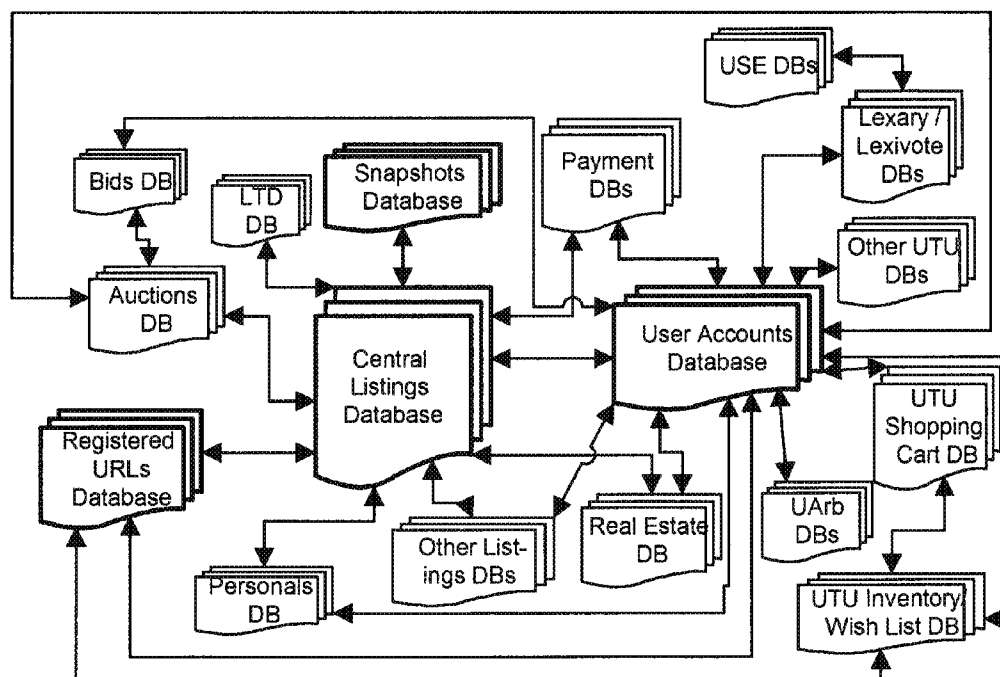 USE DBs
Lexary /
Lexivote
DBs
Bids DB
LTD
DB
Snapshots
Database
Payment
DBs
Other UTU
DBs
Auctions
DB
Central
Listings
Database
User Accounts
Database
UTU
Shopping
Cart DB
Registered
URLs
Database
Other List-
ings DBs
Real Estate
DB
UArb
DBs
Personals
DB
UTU Inventory/
Wish List DB